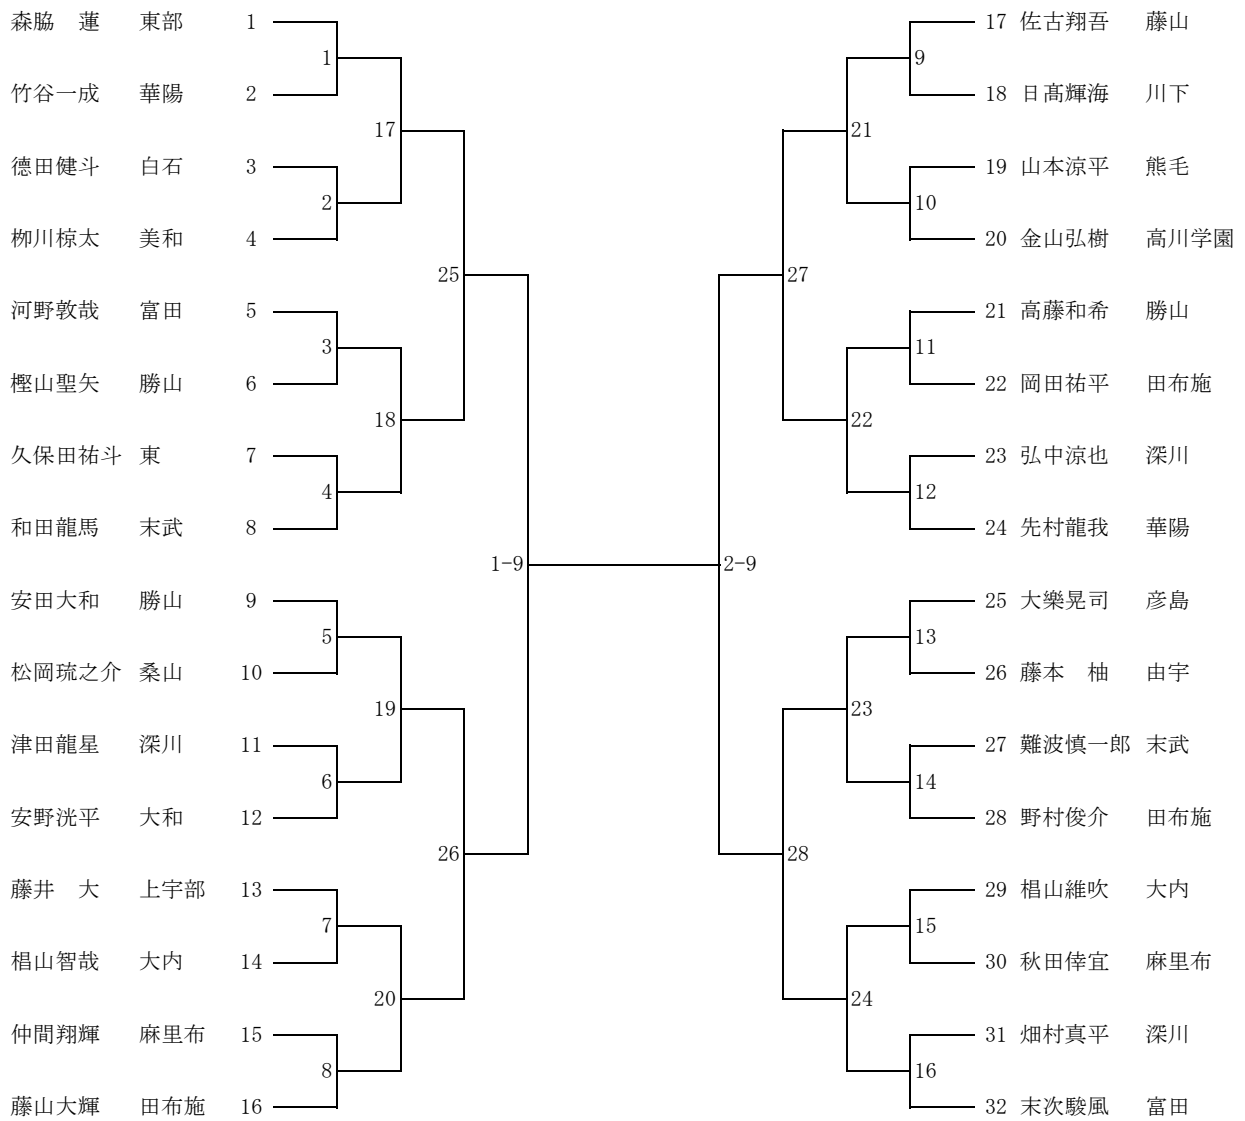 森脇　蓮 東部 1
竹谷一成 華陽 2
德田健斗 白石 3
栁川椋太 美和 4
河野敦哉 富田 5
樫山聖矢 勝山 6
久保田祐斗 東 7
和田龍馬 末武 8
安田大和 勝山 9
松岡琉之介 桑山 10
津田龍星 深川 11
安野洸平 大和 12
藤井　大 上宇部 13
椙山智哉 大内 14
仲間翔輝 麻里布 15
藤山大輝 田布施 16
1
2
3
4
5
6
7
8
17
18
19
20
25
26
1-9
2-9
27
28
21
22
23
24
9
10
11
12
13
14
15
16
17 佐古翔吾 藤山
18 日髙輝海 川下
19 山本涼平 熊毛
20 金山弘樹 高川学園
21 高藤和希 勝山
22 岡田祐平 田布施
23 弘中涼也 深川
24 先村龍我 華陽
25 大樂晃司 彦島
26 藤本　柚 由宇
27 難波慎一郎 末武
28 野村俊介 田布施
29 椙山維吹 大内
30 秋田倖宜 麻里布
31 畑村真平 深川
32 末次駿風 富田